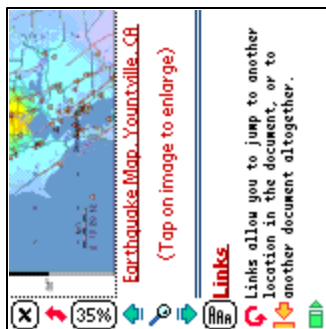 Earthquake Map, Yountville, CA
(Tap on image to enlarge)
Links
Links allow you to jump to another
location in the document, or to
another document altogether.
X
35%
AAA